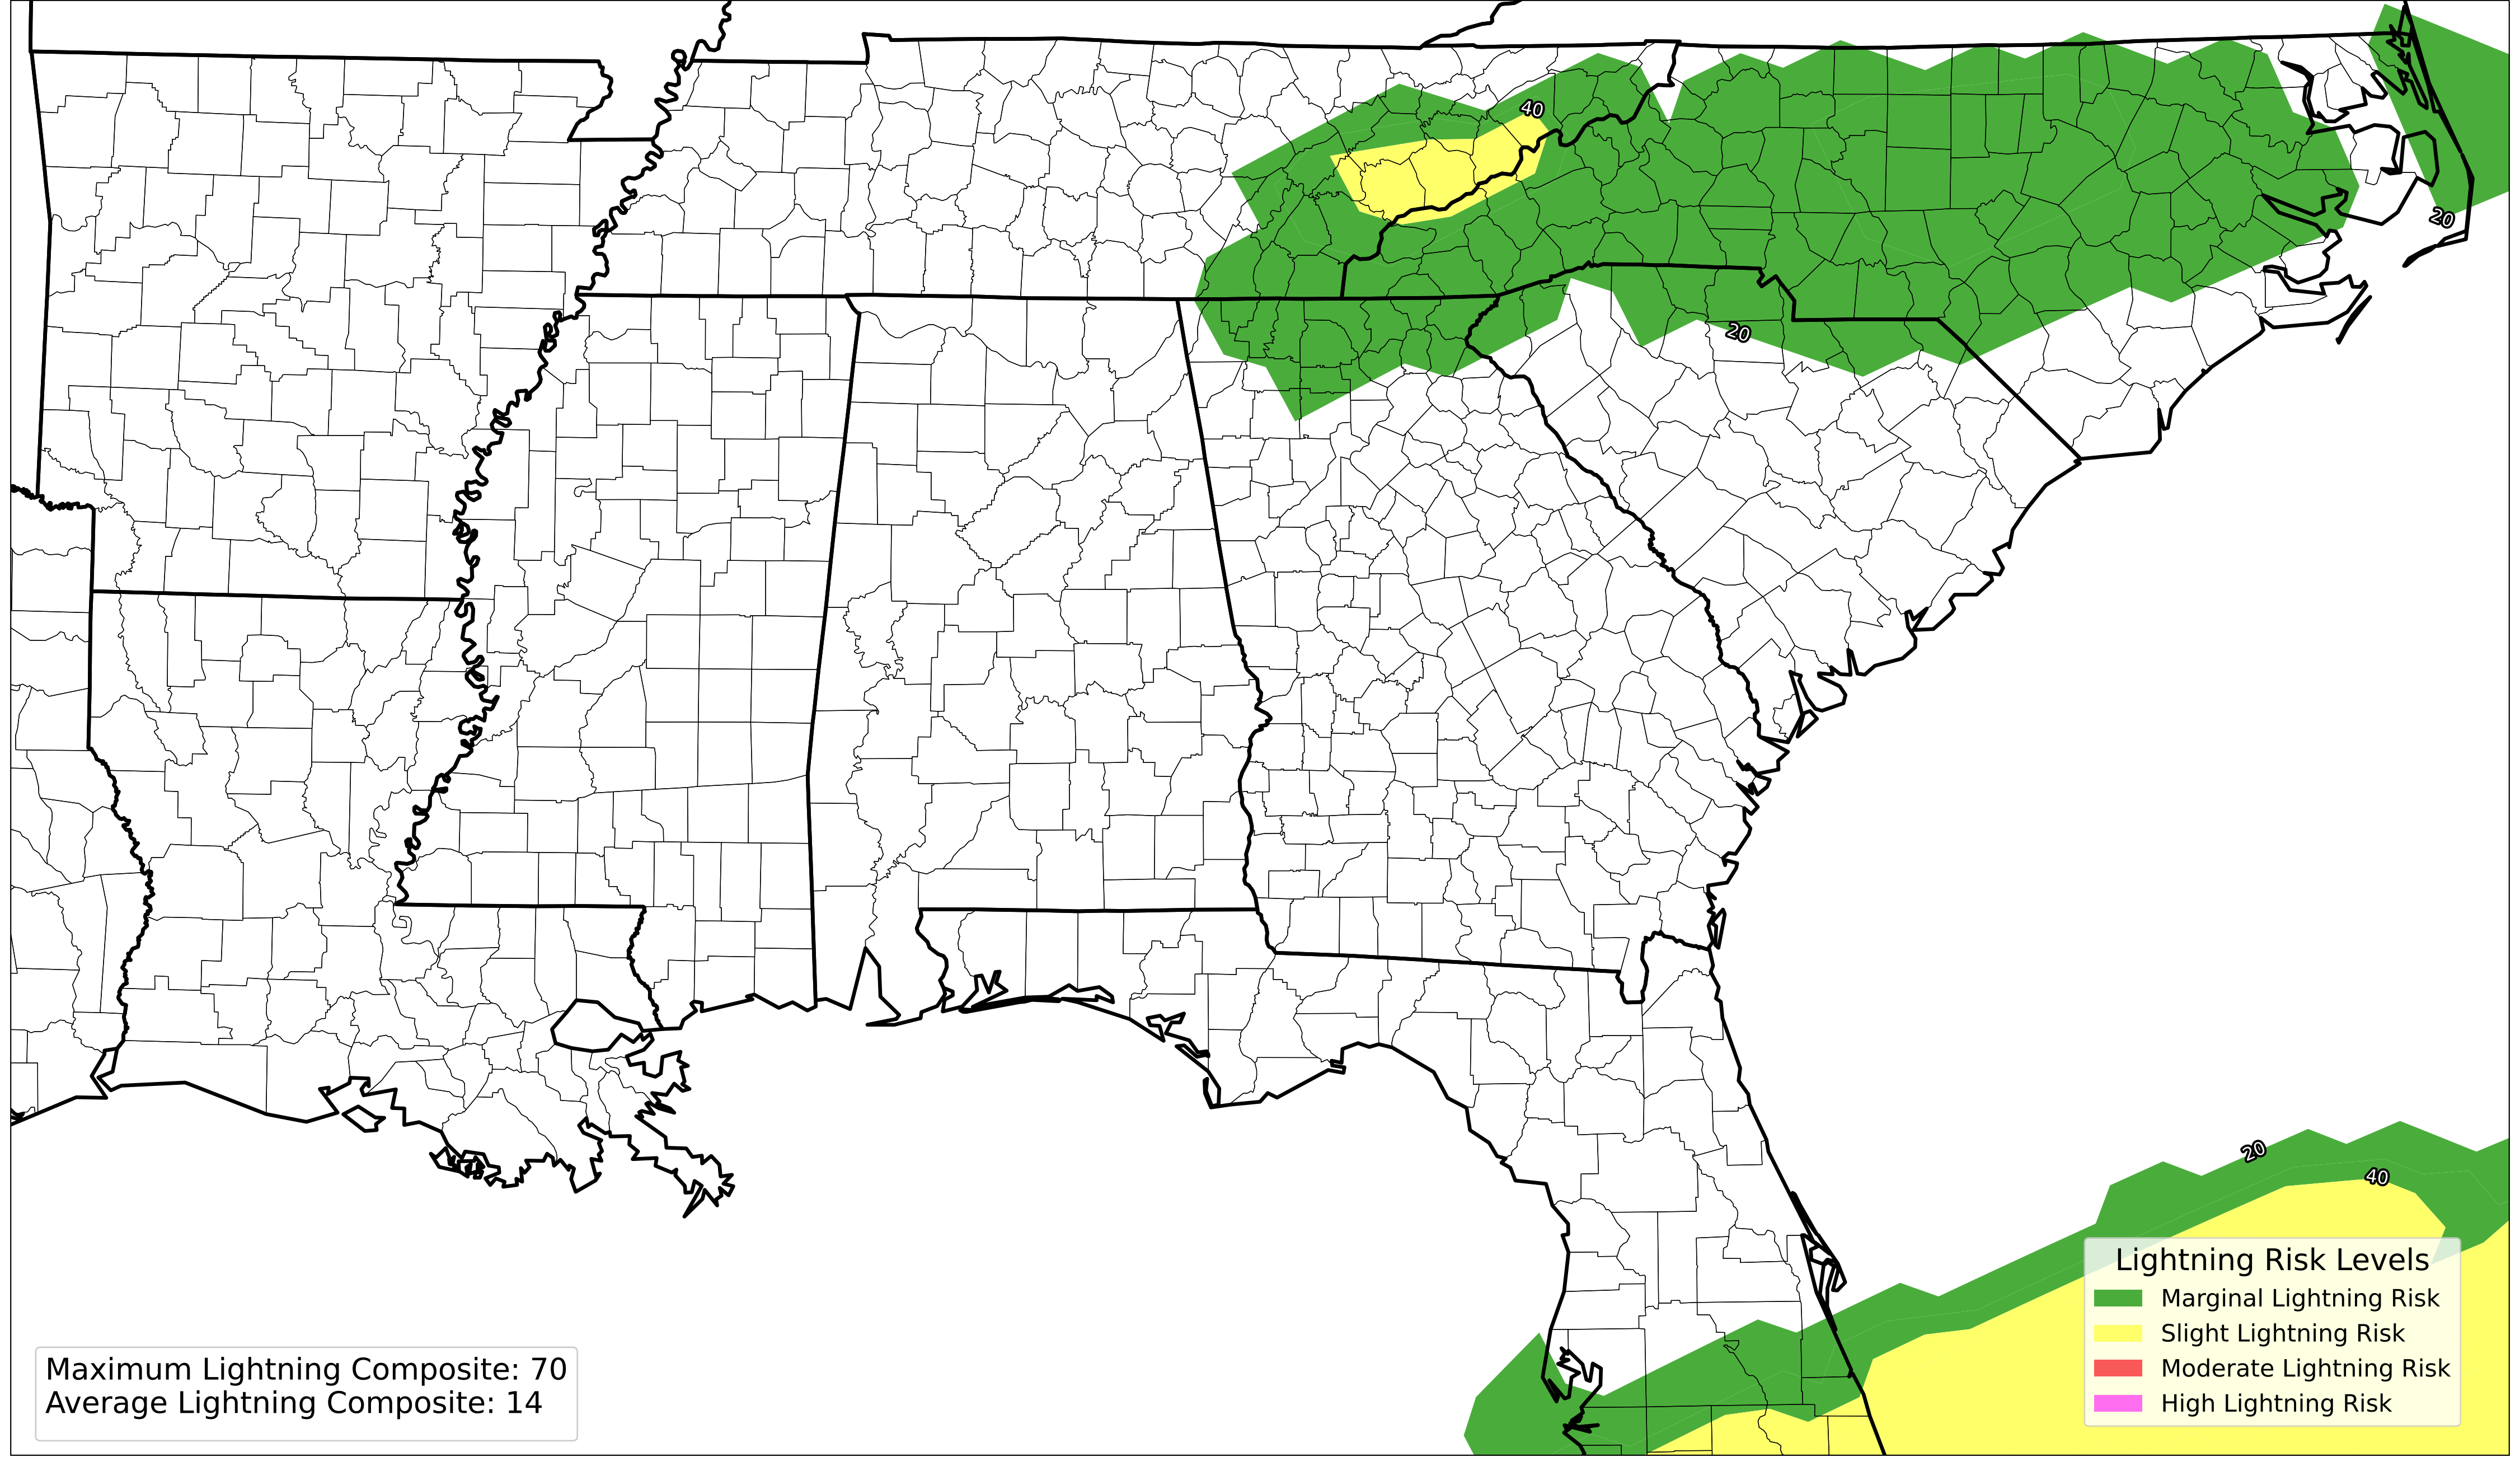 40
20
20
20
40
Lightning Risk Levels
Marginal Lightning Risk
Slight Lightning Risk
Moderate Lightning Risk
High Lightning Risk
Maximum Lightning Composite: 70
Average Lightning Composite: 14